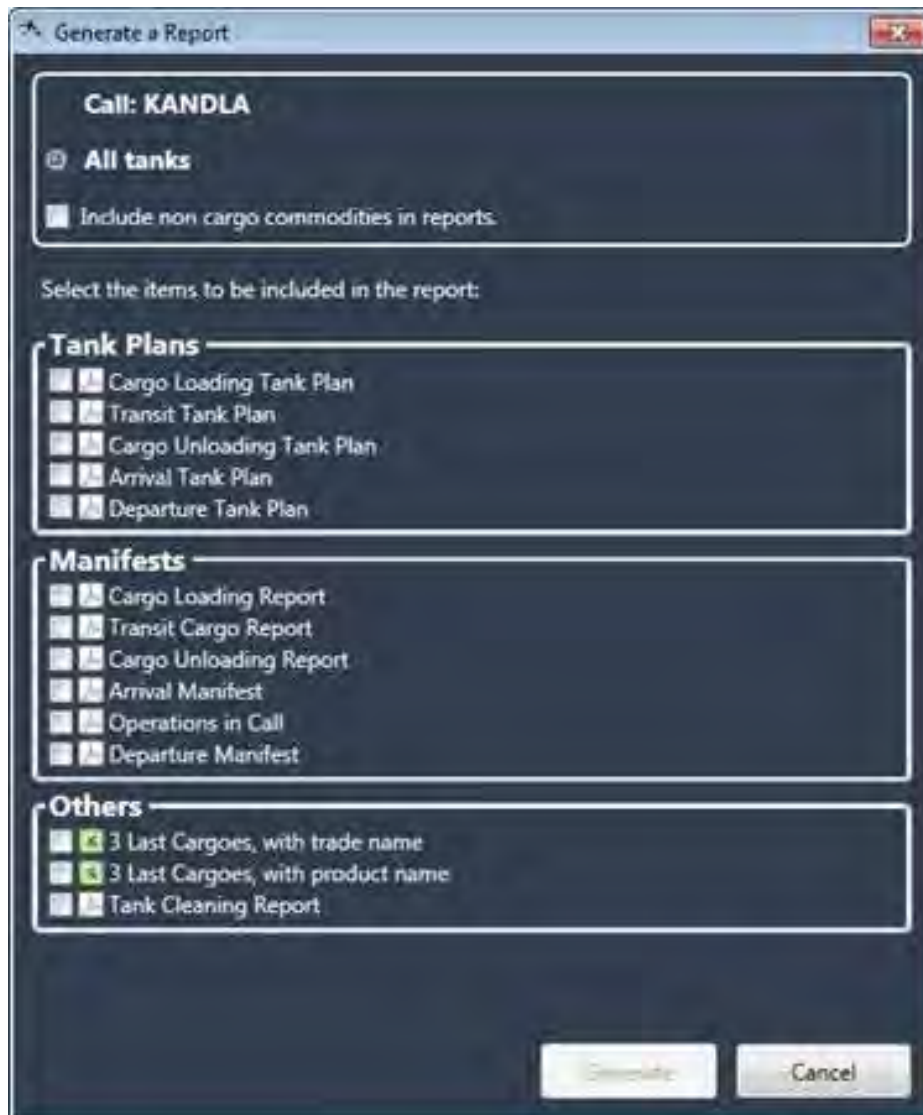 Generate a Report
Call: KANDLA
All tanks
Include non cargo commodities in reports.
Select the items to be included in the report:
Tank Plans
Cargo Loading Tank Plan
Transit Tank Plan
Cargo Unloading Tank Plan
Arrival Tank Plan
Departure Tank Plan
Manifests
Cargo Loading Report
Transit Cargo Report
Cargo Unloading Report
Arrival Manifest
Operations in Call
Departure Manifest
Others
3 Last Cargoes, with trade name
3 Last Cargoes, with product name
Tank Cleaning Report
Generate
Cancel